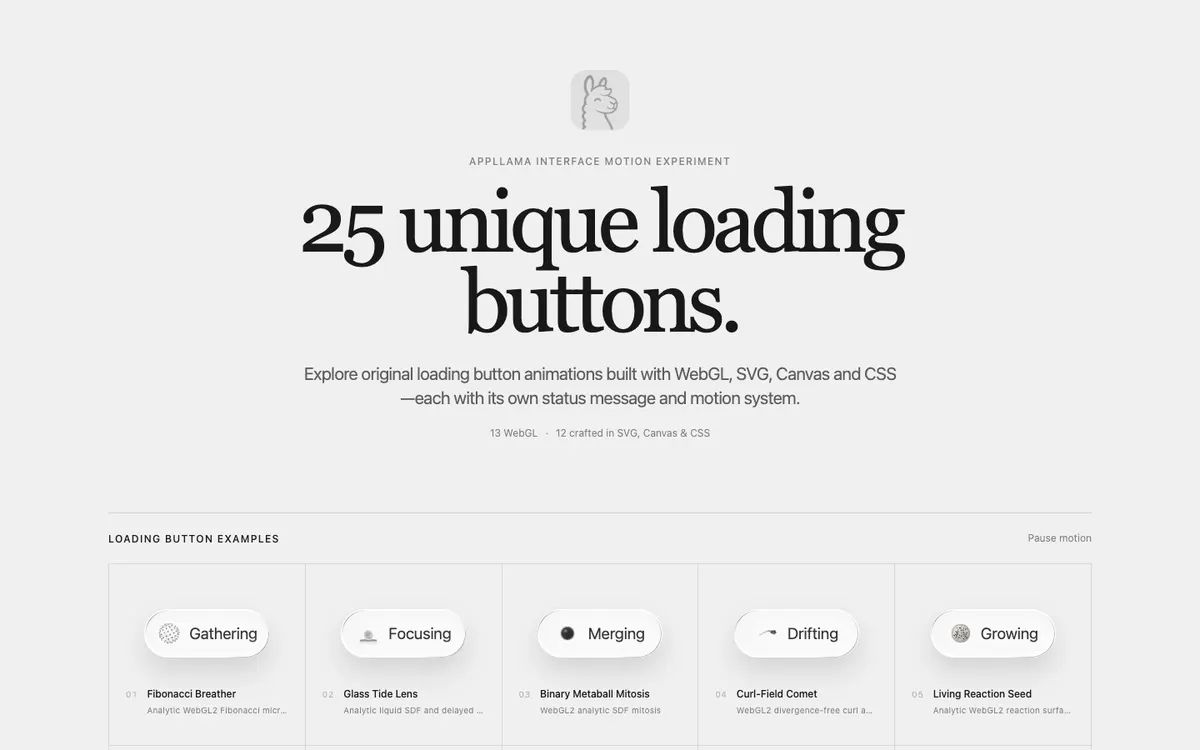 APPLLAMA INTERFACE MOTION EXPERIMENT
25 unique loading
buttons.
Explore original loading button animations built with WebGL, SVG, Canvas and CSS
—each with its own status message and motion system.
13 WebGL · 12 crafted in SVG, Canvas & CSS
LOADING BUTTON EXAMPLES
Pause motion
Gathering
Focusing
Merging
Drifting
Growing
01 Fibonacci Breather
Analytic WebGL2 Fibonacci micr...
02 Glass Tide Lens
Analytic liquid SDF and delayed ...
03 Binary Metaball Mitosis
WebGL2 analytic SDF mitosis
04 Curl-Field Comet
WebGL2 divergence-free curl a...
05 Living Reaction Seed
Analytic WebGL2 reaction surfa...